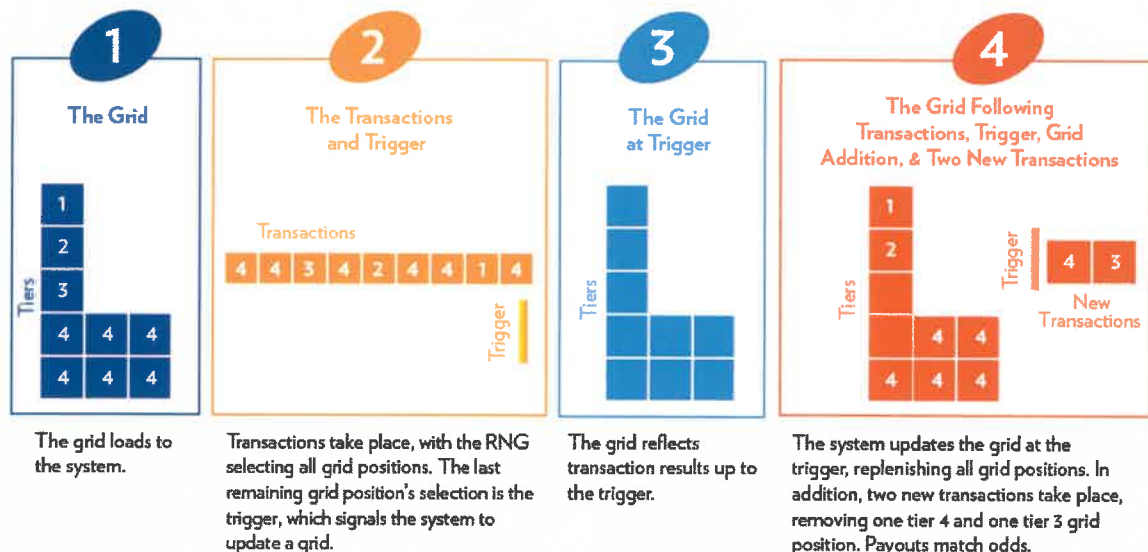 1
The Grid
1
2
3
4 4 4
4 4 4
Tiers
The grid loads to
the system.
2
The Transactions
and Trigger
Transactions
4 4 3 4 2 4 4 1 4
Trigger
Transactions take place, with the RNG
selecting all grid positions. The last
remaining grid position's selection is the
trigger, which signals the system to
update a grid.
3
The Grid
at Trigger
Tiers
The grid reflects
transaction results up to
the trigger.
4
The Grid Following
Transactions, Trigger, Grid
Addition, & Two New Transactions
1
2
4 4
4 4 4
Tiers
Trigger
4 3
New
Transactions
The system updates the grid at the
trigger, replenishing all grid positions. In
addition, two new transactions take place,
removing one tier 4 and one tier 3 grid
position. Payouts match odds.